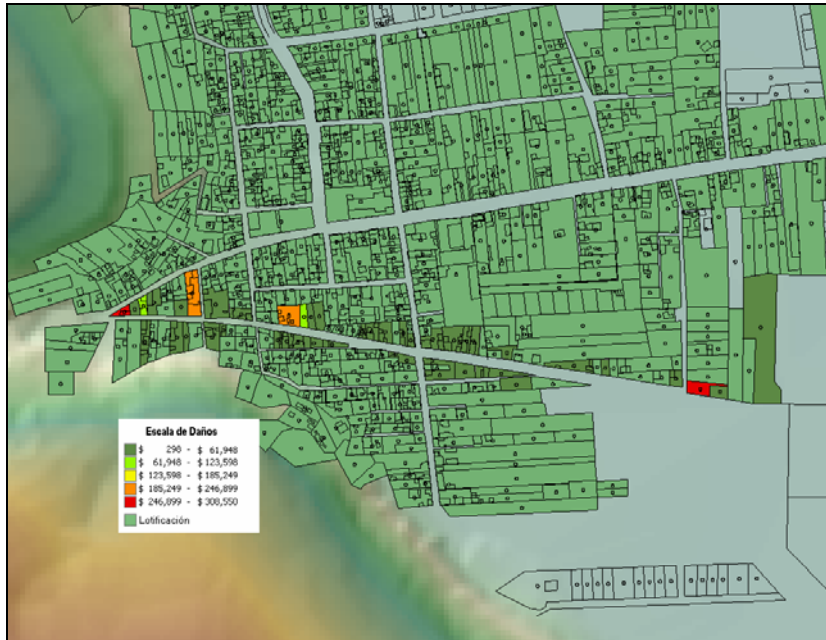 Escala de Daños
$ 298 - $ 61,948
$ 61,948 - $ 123,598
$ 123,598 - $ 185,249
$ 185,249 - $ 246,899
$ 246,899 - $ 308,550
Lotificación